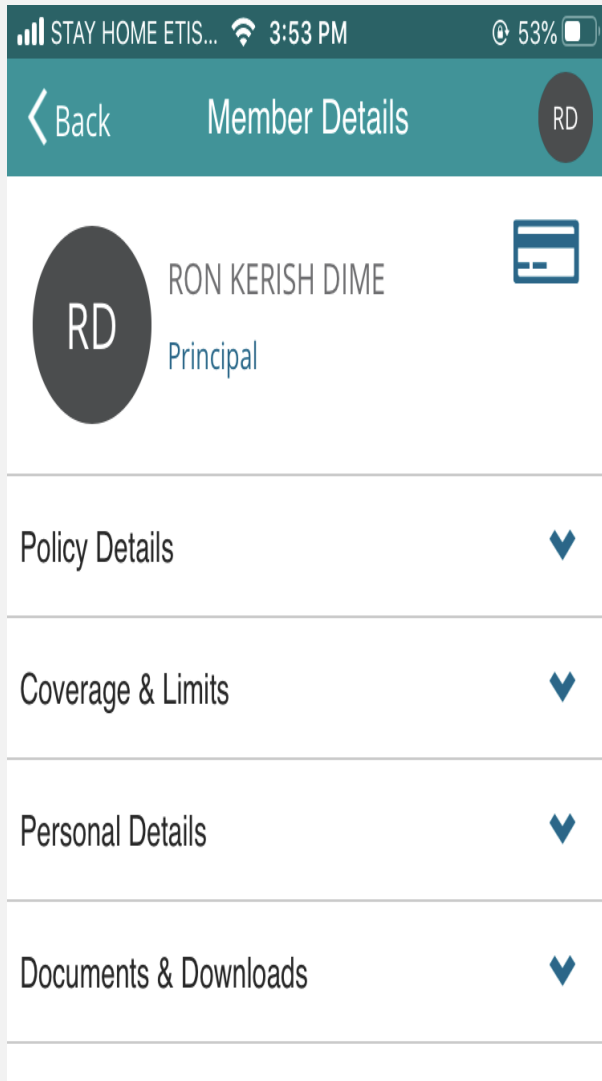 STAY HOME ETIS... 3:53 PM 53%
Back Member Details RD
RD
RON KERISH DIME
Principal
Policy Details
Coverage & Limits
Personal Details
Documents & Downloads